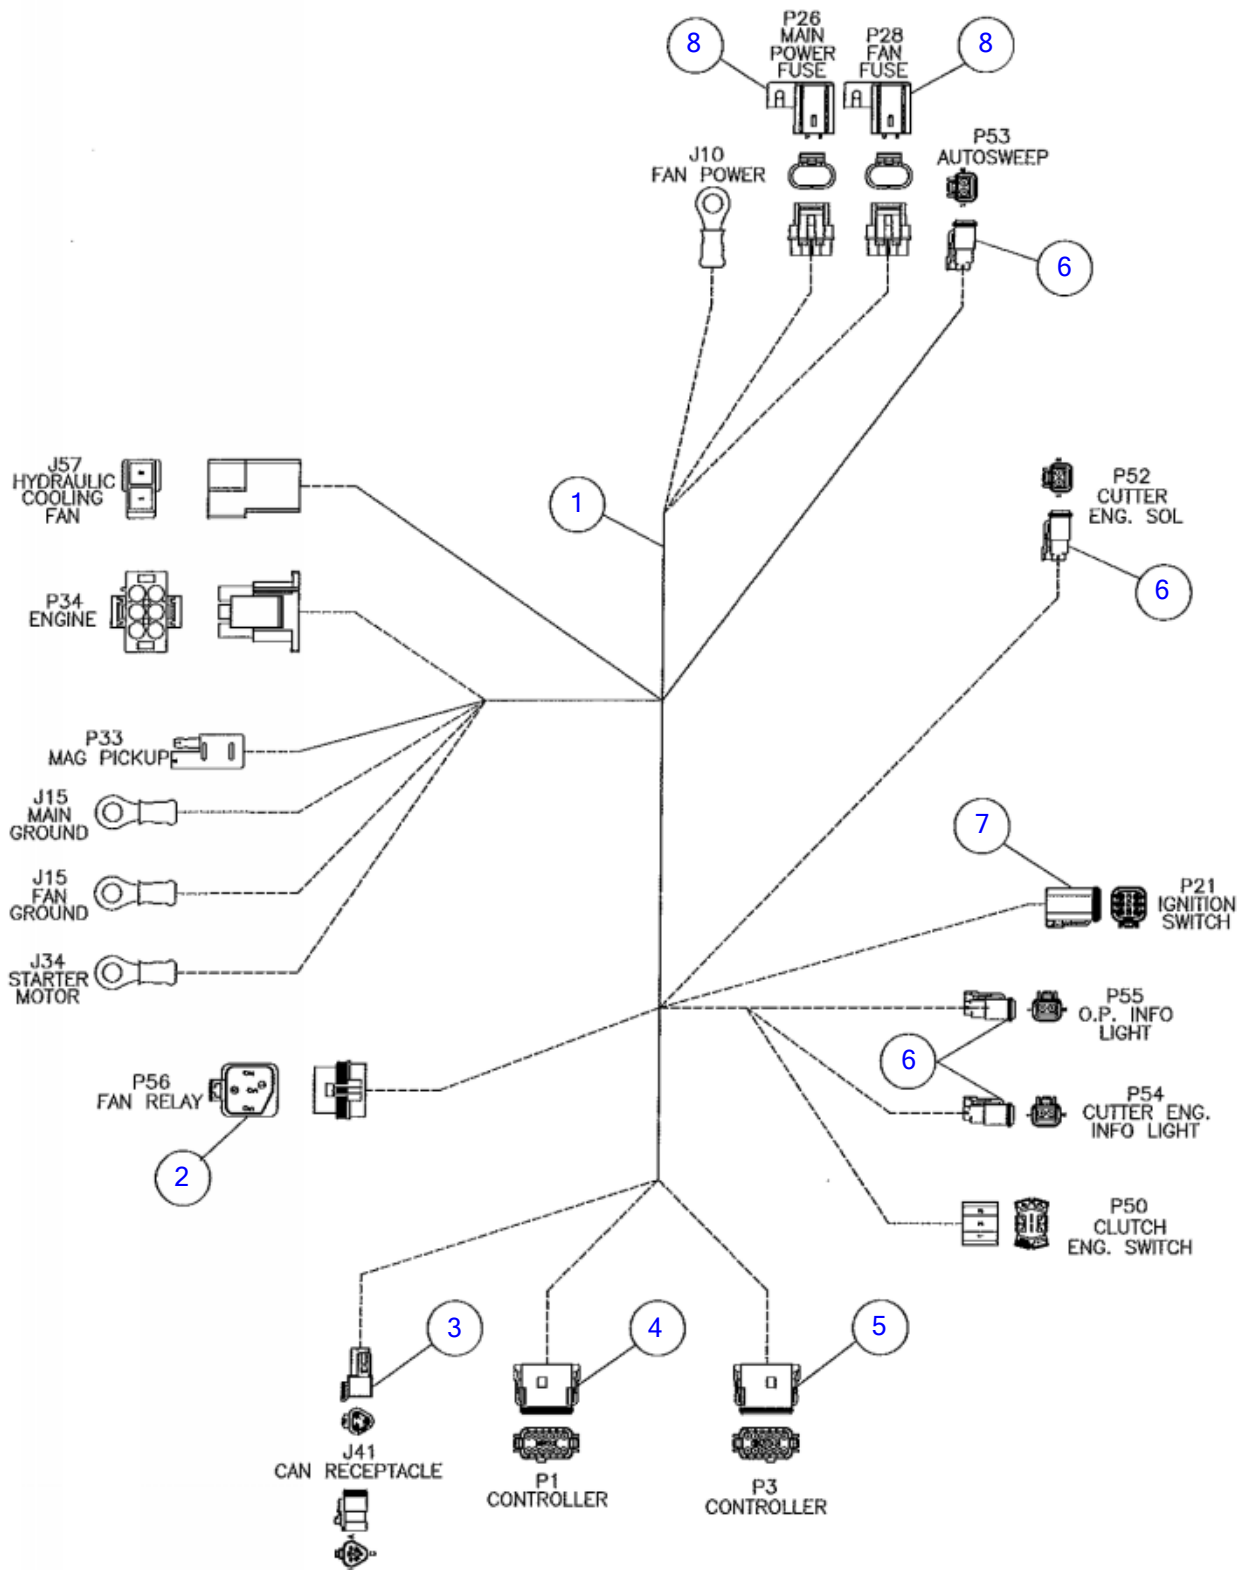 8
P26
MAIN
POWER
FUSE
P28
FAN
FUSE
8
J10
FAN POWER
P53
AUTOSWEEP
6
J57
HYDRAULIC
COOLING
FAN
1
P52
CUTTER
ENG. SOL
6
P34
ENGINE
P33
MAG PICKUP
J15
MAIN
GROUND
J15
FAN
GROUND
J34
STARTER
MOTOR
7
P21
IGNITION
SWITCH
P55
O.P. INFO
LIGHT
6
P54
CUTTER ENG.
INFO LIGHT
P56
FAN RELAY
2
P50
CLUTCH
ENG. SWITCH
3
4
5
J41
CAN RECEPTACLE
P1
CONTROLLER
P3
CONTROLLER